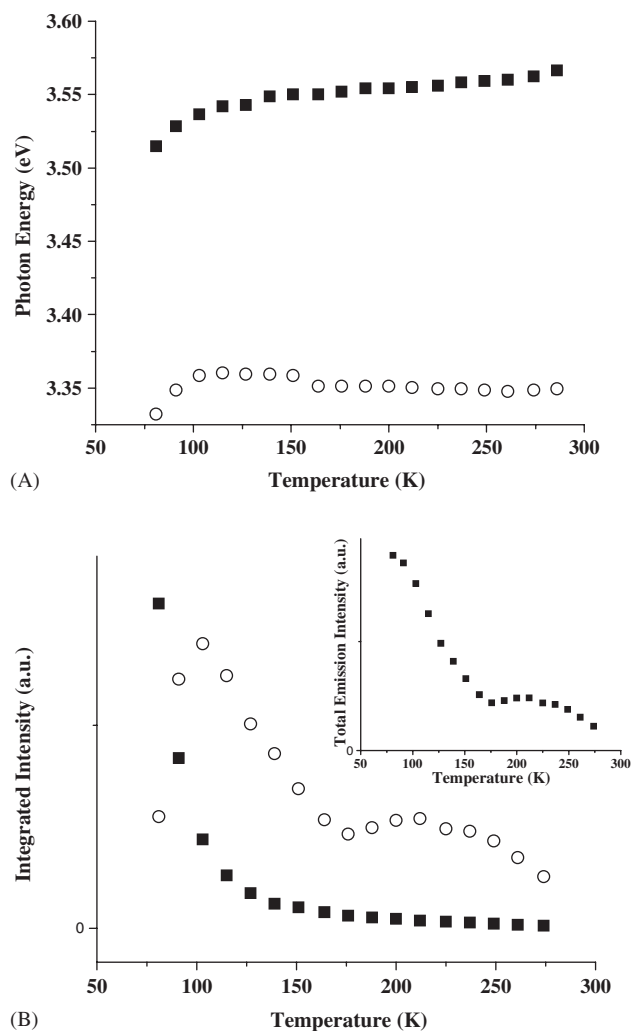 3.60
3.55
3.50
3.45
3.40
3.35
Photon Energy (eV)
50 100 150 200 250 300
Temperature (K)
(A)
Integrated Intensity (a.u.)
0
50 100 150 200 250 300
Temperature (K)
(B)
Total Emission Intensity (a.u.)
0
50 100 150 200 250 300
Temperature (K)